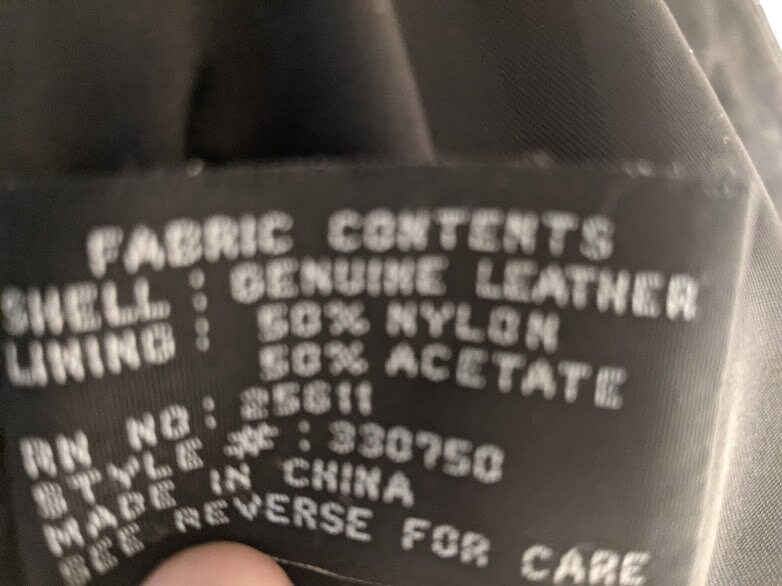 FABRIC CONTENTS
SHELL : GENUINE LEATHER
LINING : 50% NYLON
50% ACETATE
RN NO :
STYLE # : 330750
MADE IN CHINA
SEE REVERSE FOR CARE